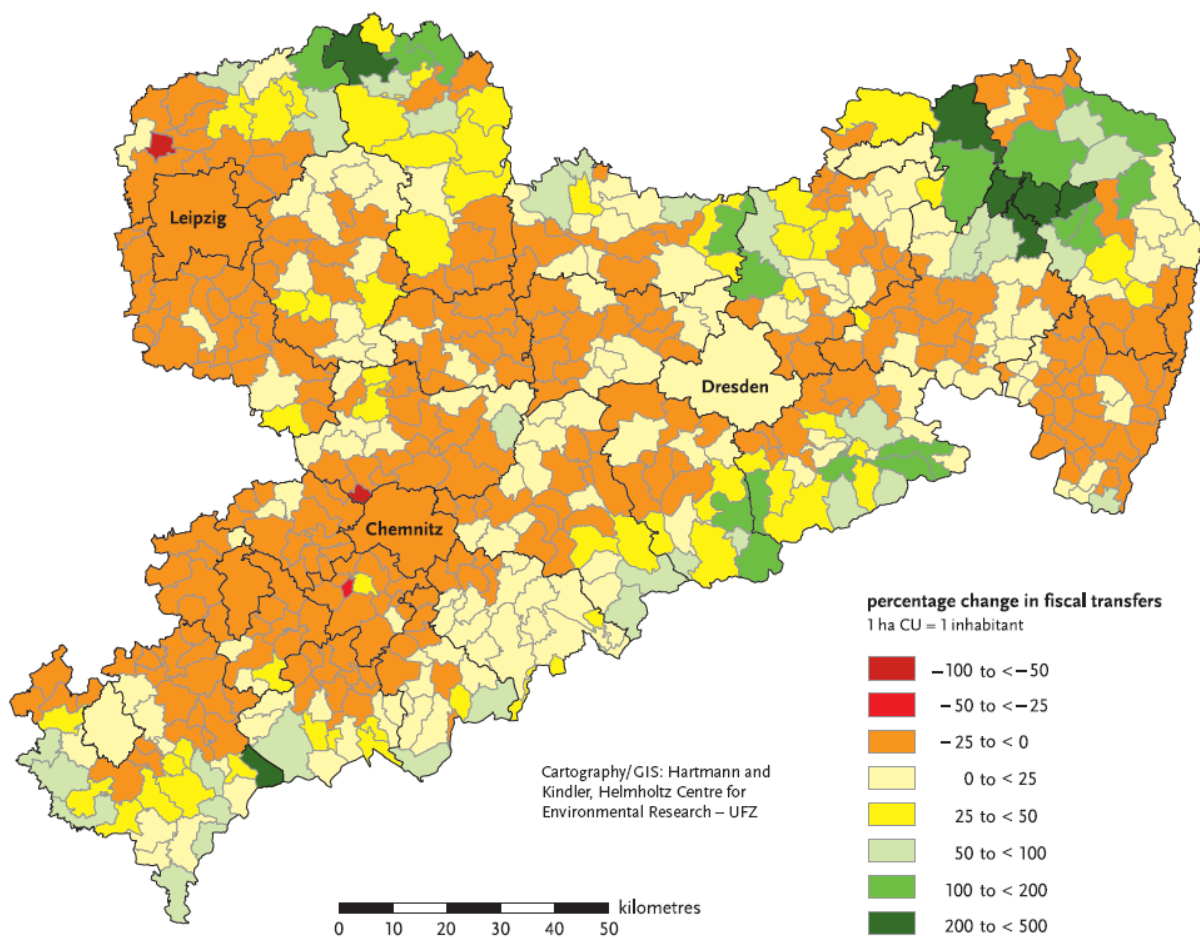 Leipzig
Dresden
Chemnitz
percentage change in fiscal transfers
1 ha CU = 1 inhabitant
−100 to < −50
−50 to < −25
−25 to < 0
0 to < 25
25 to < 50
50 to < 100
100 to < 200
200 to < 500
Cartography/GIS: Hartmann and
Kindler, Helmholtz Centre for
Environmental Research – UFZ
kilometres
0 10 20 30 40 50